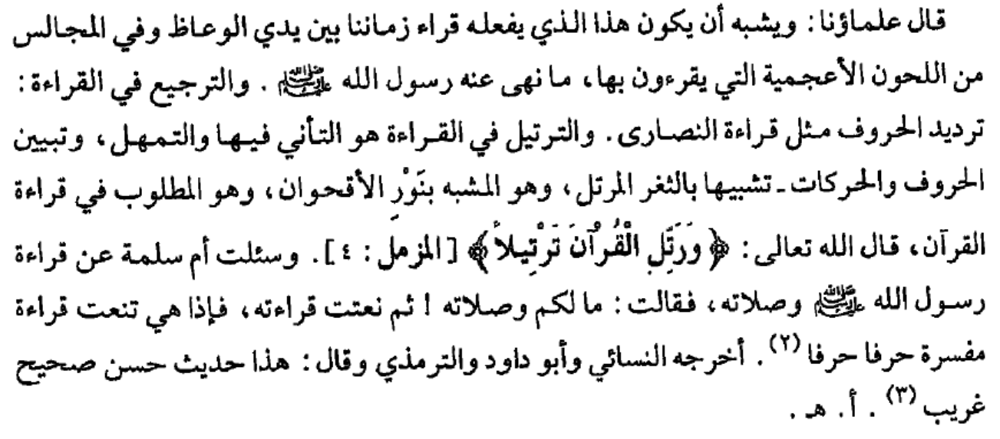 قال علماؤنا: ويشبه أن يكون هذا الذي يفعله قراء زماننا بين يدي الوعاظ وفي المجالس
من اللحون الأعجمية التي يقرءون بها، ما نهى عنه رسول الله ﷺ. والترجيع في القراءة:
ترديد الحروف مثل قراءة النصارى. والترتيل في القراءة هو التأني فيها والتمهل، وتبيين
الحروف والحركات - تشبيها بالثغر المرتل، وهو المشبه بنَوْرِ الأقحوان، وهو المطلوب في قراءة
القرآن، قال الله تعالى: ﴿ وَرَتِّلِ الْقُرْآنَ تَرْتِيلاً ﴾ [المزمل: ٤]. وسئلت أم سلمة عن قراءة
رسول الله ﷺ وصلاته، فقالت: ما لكم وصلاته! ثم نعتت قراءته، فإذا هي تنعت قراءة
مفسرة حرفا حرفا (٢). أخرجه النسائي وأبو داود والترمذي وقال: هذا حديث حسن صحيح
غريب (٣). أ. هـ.